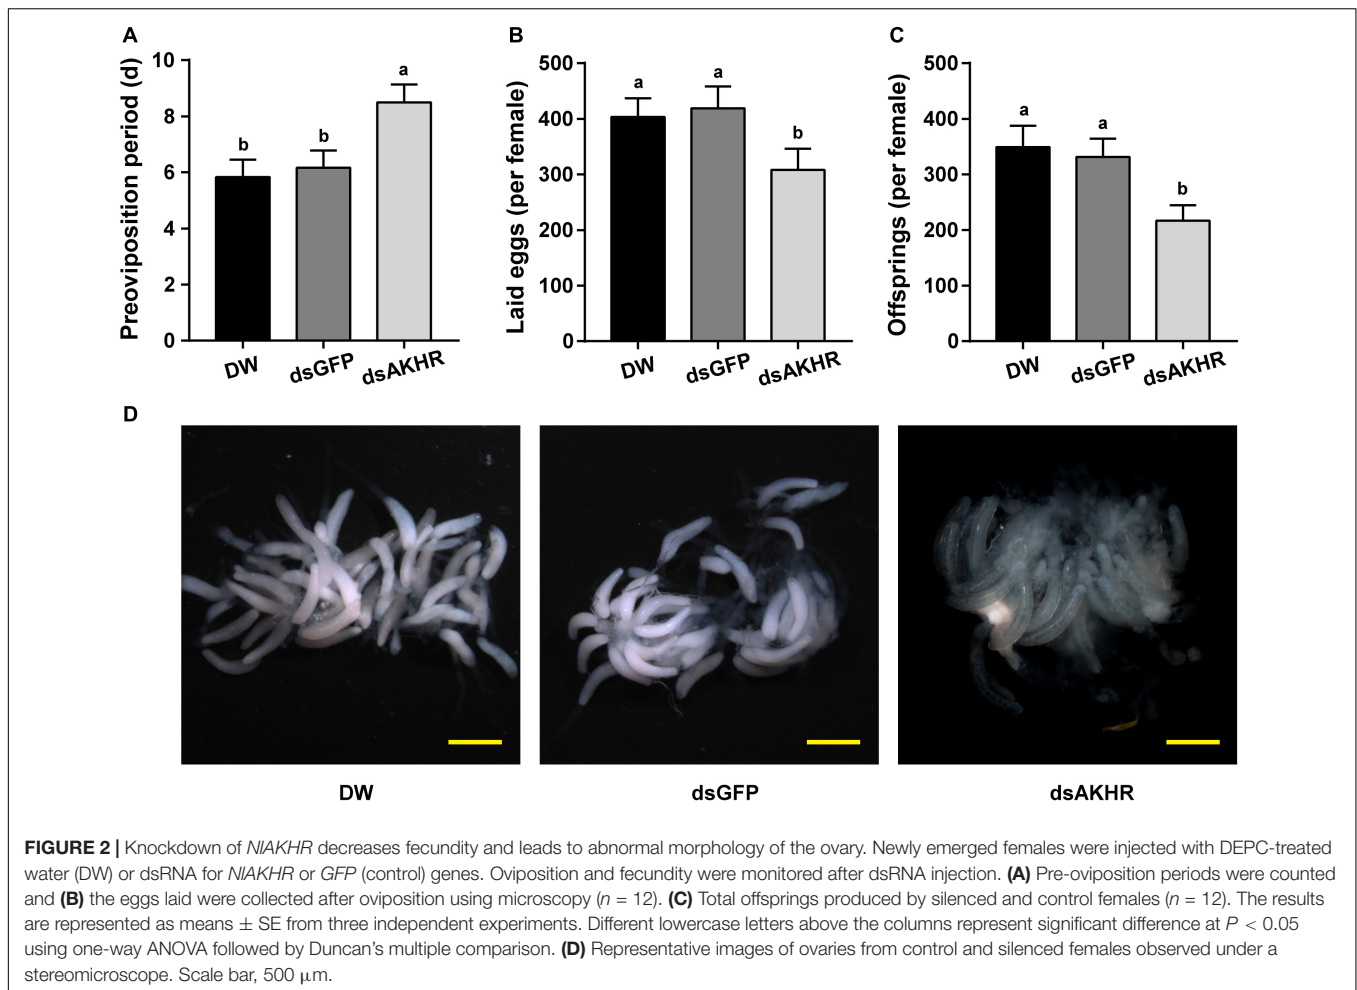 A
B
C
Preoviposition period (d)
10
8
6
4
2
0
b
b
a
DW
dsGFP
dsAKHR
Laid eggs (per female)
500
400
300
200
100
0
a
a
b
DW
dsGFP
dsAKHR
Offsprings (per female)
500
400
300
200
100
0
a
a
b
DW
dsGFP
dsAKHR
D
DW
dsGFP
dsAKHR
FIGURE 2 | Knockdown of NlAKHR decreases fecundity and leads to abnormal morphology of the ovary. Newly emerged females were injected with DEPC-treated
water (DW) or dsRNA for NlAKHR or GFP (control) genes. Oviposition and fecundity were monitored after dsRNA injection. (A) Pre-oviposition periods were counted
and (B) the eggs laid were collected after oviposition using microscopy (n = 12). (C) Total offsprings produced by silenced and control females (n = 12). The results
are represented as means ± SE from three independent experiments. Different lowercase letters above the columns represent significant difference at P < 0.05
using one-way ANOVA followed by Duncan's multiple comparison. (D) Representative images of ovaries from control and silenced females observed under a
stereomicroscope. Scale bar, 500 μm.